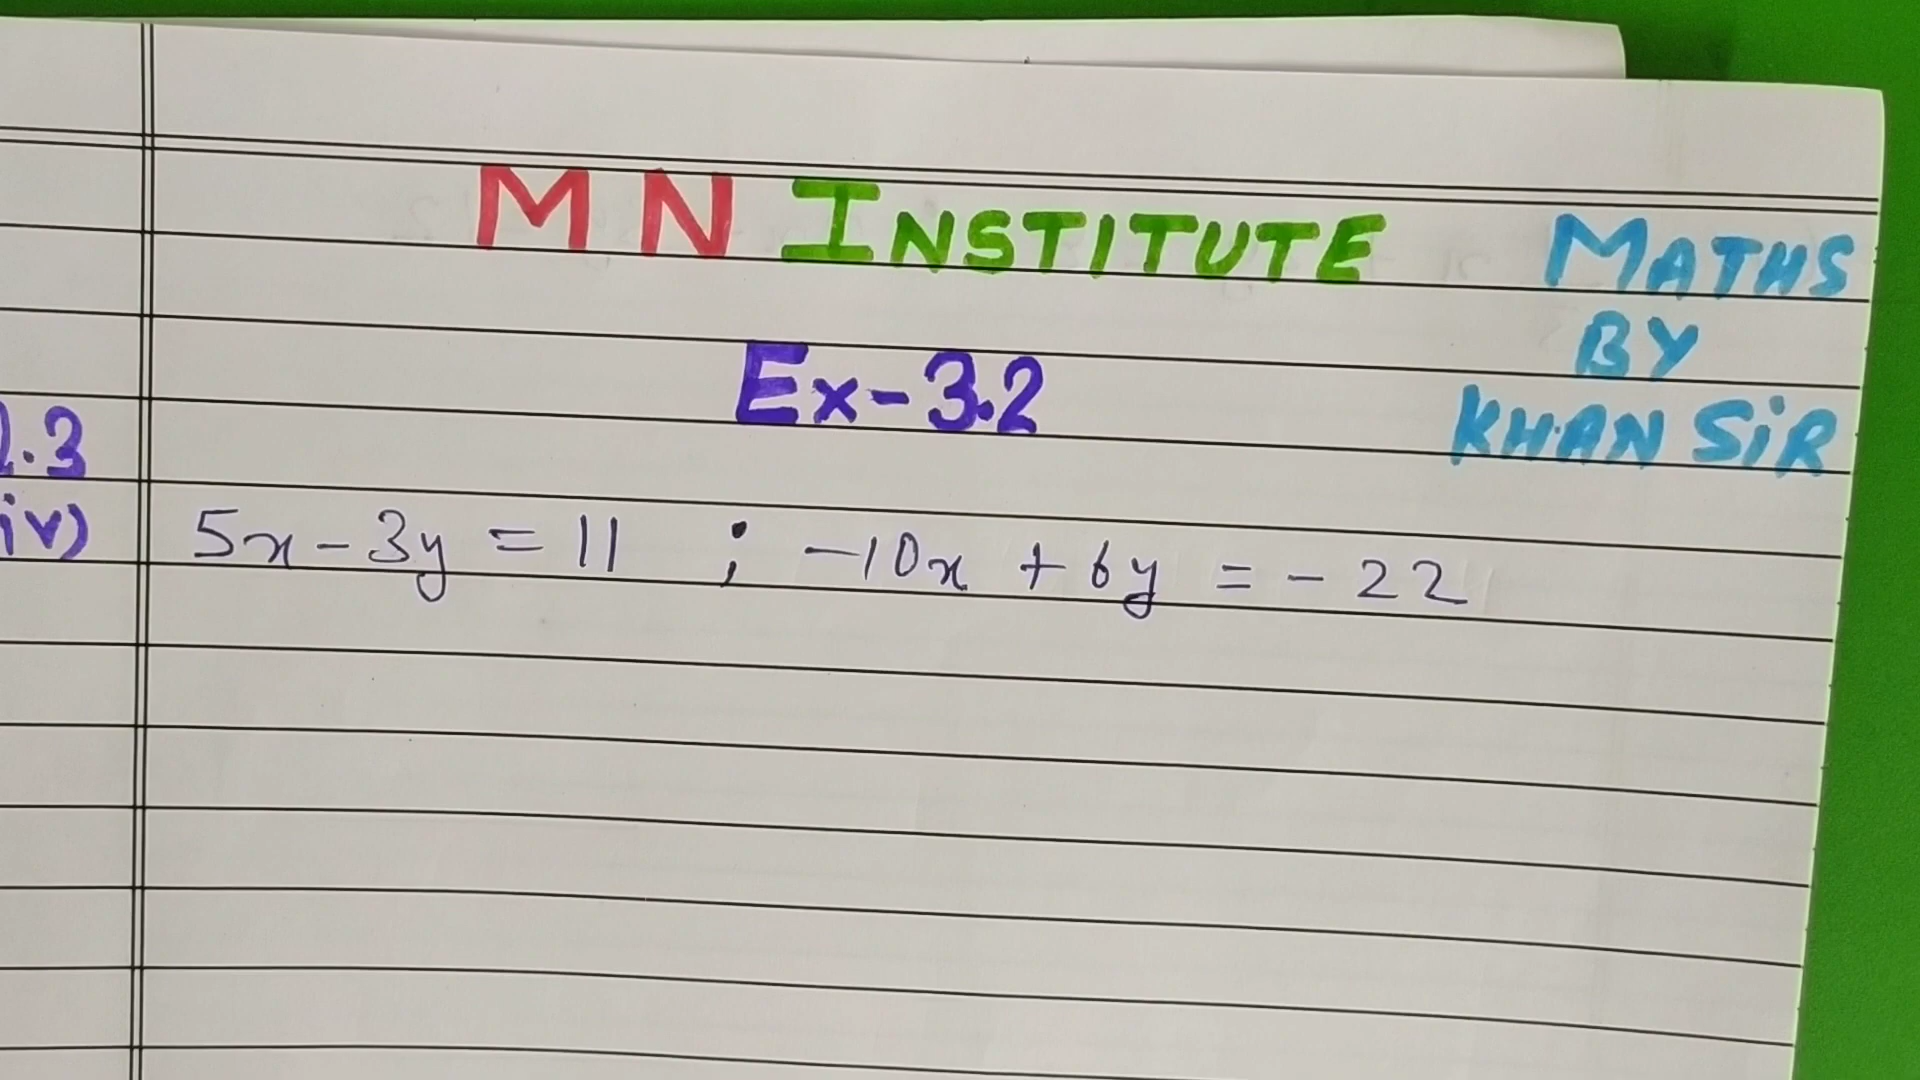 MN INSTITUTE MATHS
BY
Ex-3.2
KHAN SiR
.3
iv) 5x - 3y = 11 ; -10x + 6y = -22